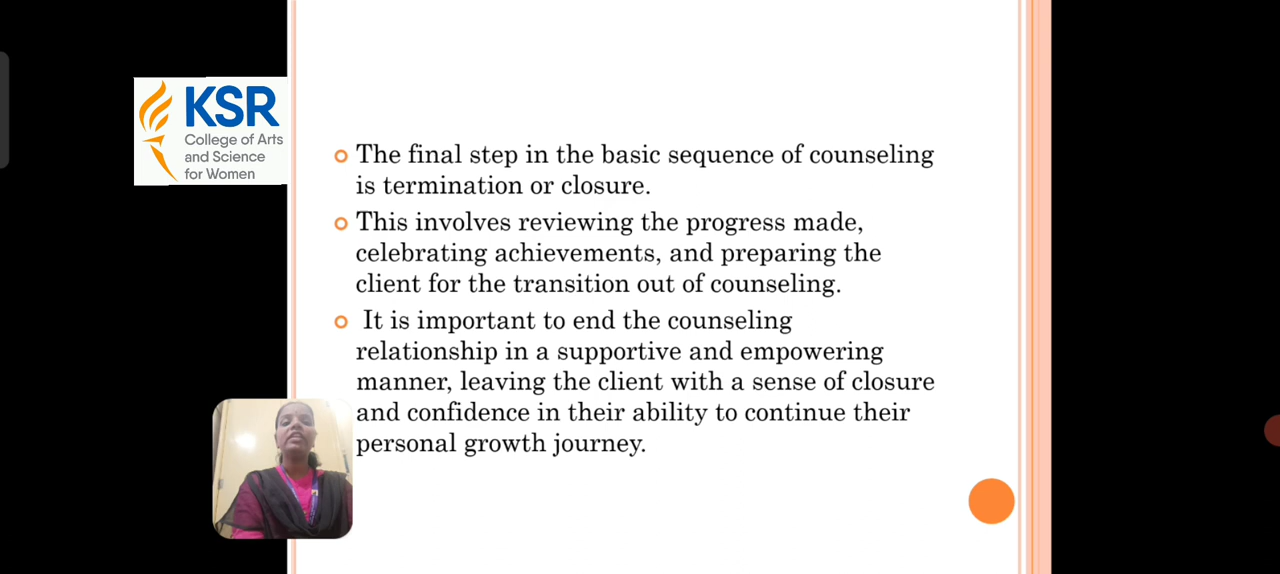 KSR
College of Arts
and Science
for Women
The final step in the basic sequence of counseling
is termination or closure.
This involves reviewing the progress made,
celebrating achievements, and preparing the
client for the transition out of counseling.
It is important to end the counseling
relationship in a supportive and empowering
manner, leaving the client with a sense of closure
and confidence in their ability to continue their
personal growth journey.